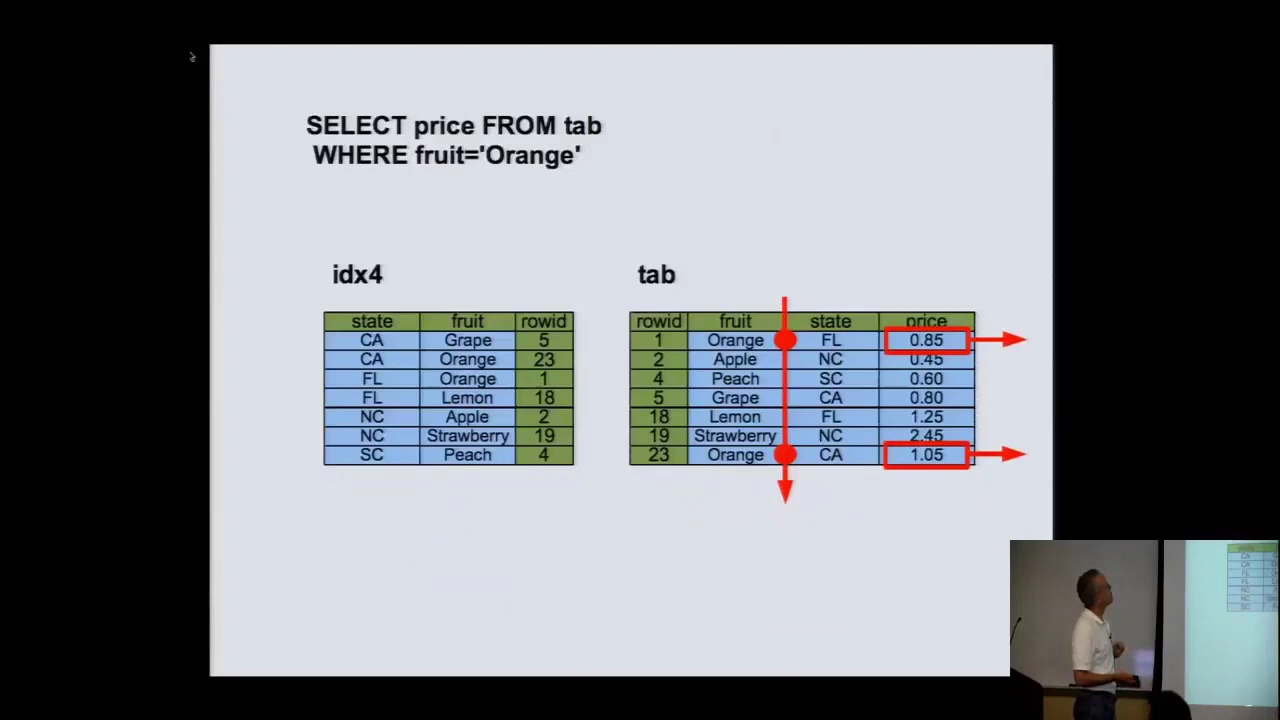 SELECT price FROM tab
WHERE fruit='Orange'
idx4
state fruit rowid
CA Grape 5
CA Orange 23
FL Orange 1
FL Lemon 18
NC Apple 2
NC Strawberry 19
SC Peach 4
tab
rowid fruit state price
1 Orange FL 0.85
2 Apple NC 0.45
4 Peach SC 0.60
5 Grape CA 0.80
18 Lemon FL 1.25
19 Strawberry NC 2.45
23 Orange CA 1.05